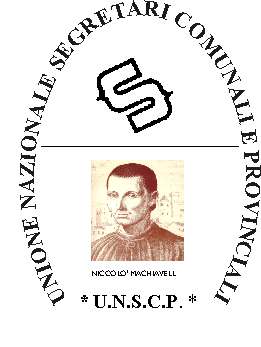 UNIONE NAZIONALE SEGRETARI COMUNALI E PROVINCIALI
NICCOLO' MACHIAVELLI
* U.N.S.C.P. *